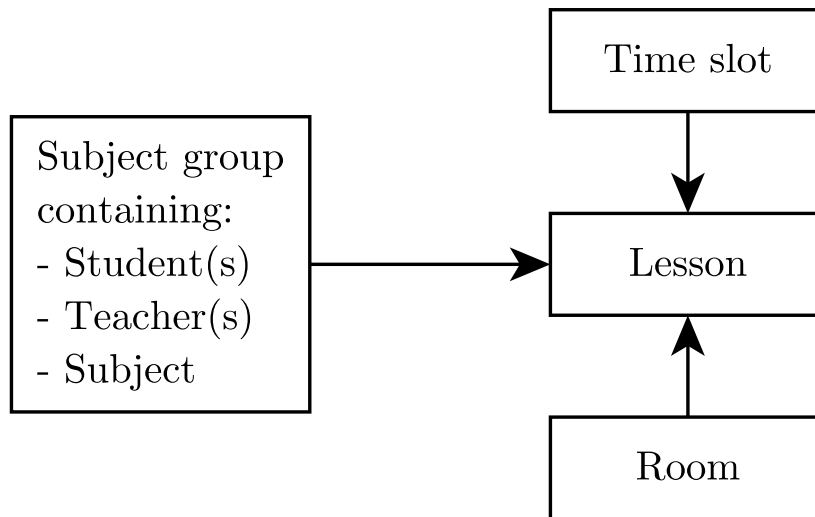 Time slot
Subject group
containing:
- Student(s)
- Teacher(s)
- Subject
Lesson
Room